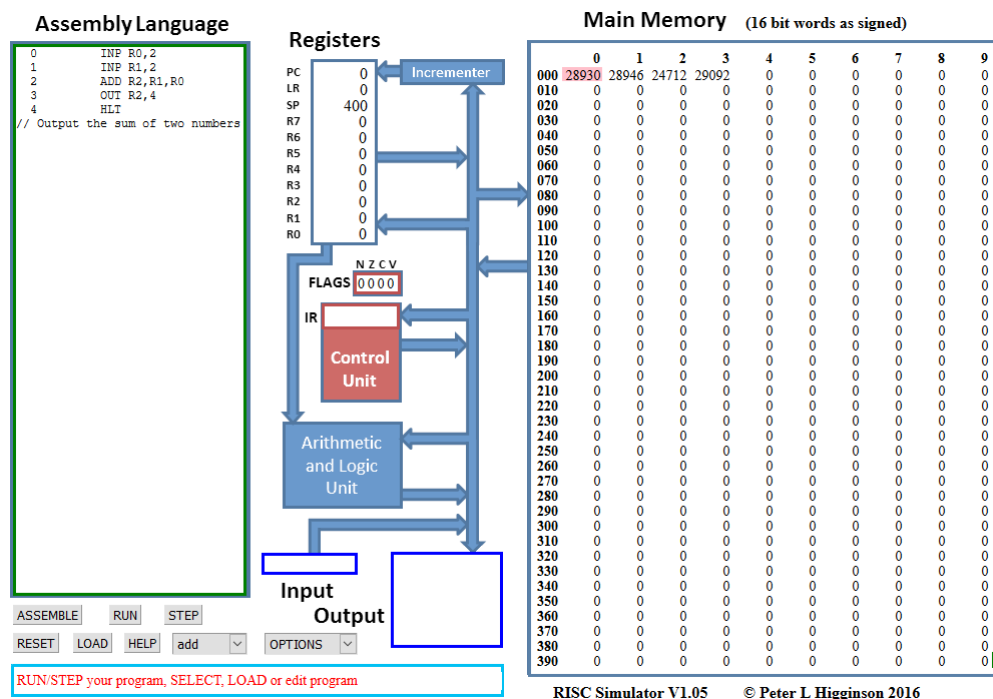 Assembly Language
0 INP R0,2
1 INP R1,2
2 ADD R2,R1,R0
3 OUT R2,4
4 HLT
// Output the sum of two numbers
ASSEMBLE RUN STEP
RESET LOAD HELP add OPTIONS
RUN/STEP your program, SELECT, LOAD or edit program
Registers
PC 0
LR 0
SP 400
R7 0
R6 0
R5 0
R4 0
R3 0
R2 0
R1 0
R0 0
Incrementer
N Z C V
FLAGS 0 0 0 0
IR
Control
Unit
Arithmetic
and Logic
Unit
Input
Output
Main Memory (16 bit words as signed)
0 1 2 3 4 5 6 7 8 9
000 28930 28946 24712 29092 0 0 0 0 0 0
010 0 0 0 0 0 0 0 0 0 0
020 0 0 0 0 0 0 0 0 0 0
030 0 0 0 0 0 0 0 0 0 0
040 0 0 0 0 0 0 0 0 0 0
050 0 0 0 0 0 0 0 0 0 0
060 0 0 0 0 0 0 0 0 0 0
070 0 0 0 0 0 0 0 0 0 0
080 0 0 0 0 0 0 0 0 0 0
090 0 0 0 0 0 0 0 0 0 0
100 0 0 0 0 0 0 0 0 0 0
110 0 0 0 0 0 0 0 0 0 0
120 0 0 0 0 0 0 0 0 0 0
130 0 0 0 0 0 0 0 0 0 0
140 0 0 0 0 0 0 0 0 0 0
150 0 0 0 0 0 0 0 0 0 0
160 0 0 0 0 0 0 0 0 0 0
170 0 0 0 0 0 0 0 0 0 0
180 0 0 0 0 0 0 0 0 0 0
190 0 0 0 0 0 0 0 0 0 0
200 0 0 0 0 0 0 0 0 0 0
210 0 0 0 0 0 0 0 0 0 0
220 0 0 0 0 0 0 0 0 0 0
230 0 0 0 0 0 0 0 0 0 0
240 0 0 0 0 0 0 0 0 0 0
250 0 0 0 0 0 0 0 0 0 0
260 0 0 0 0 0 0 0 0 0 0
270 0 0 0 0 0 0 0 0 0 0
280 0 0 0 0 0 0 0 0 0 0
290 0 0 0 0 0 0 0 0 0 0
300 0 0 0 0 0 0 0 0 0 0
310 0 0 0 0 0 0 0 0 0 0
320 0 0 0 0 0 0 0 0 0 0
330 0 0 0 0 0 0 0 0 0 0
340 0 0 0 0 0 0 0 0 0 0
350 0 0 0 0 0 0 0 0 0 0
360 0 0 0 0 0 0 0 0 0 0
370 0 0 0 0 0 0 0 0 0 0
380 0 0 0 0 0 0 0 0 0 0
390 0 0 0 0 0 0 0 0 0 0
RISC Simulator V1.05 © Peter L Higginson 2016